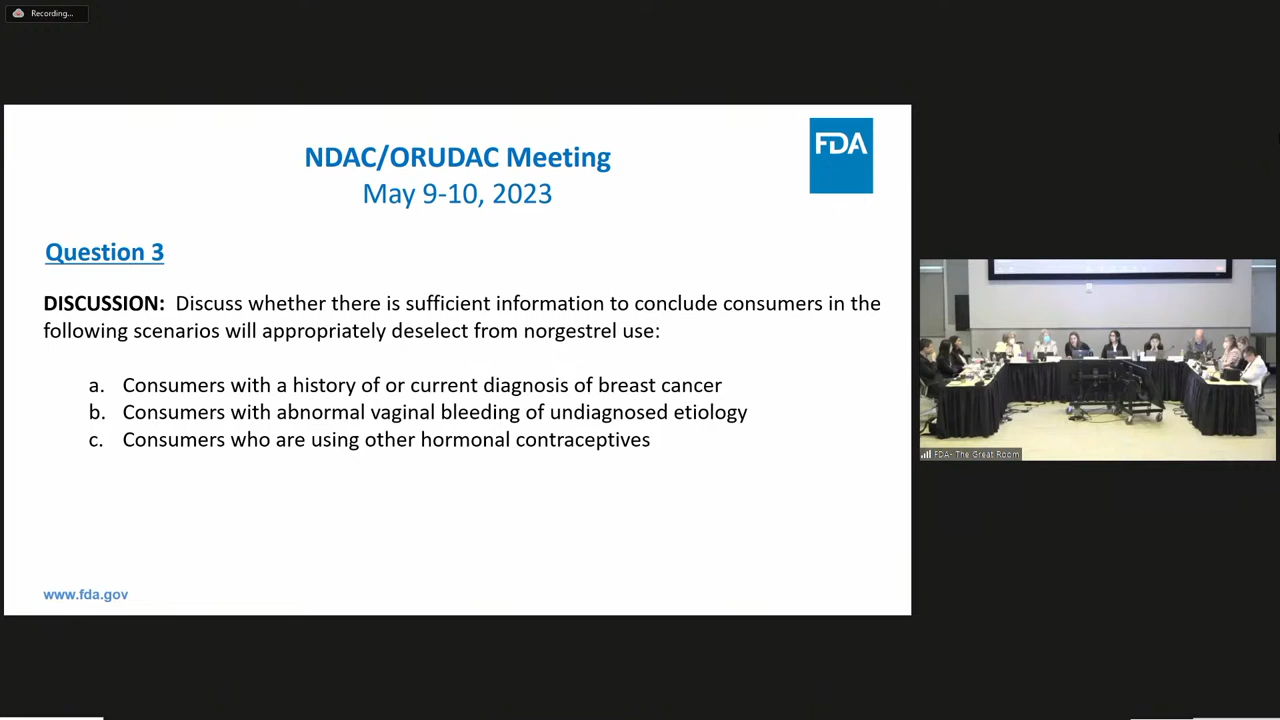 Recording...
FDA
NDAC/ORUDAC Meeting
May 9-10, 2023
Question 3
DISCUSSION: Discuss whether there is sufficient information to conclude consumers in the
following scenarios will appropriately deselect from norgestrel use:
a. Consumers with a history of or current diagnosis of breast cancer
b. Consumers with abnormal vaginal bleeding of undiagnosed etiology
c. Consumers who are using other hormonal contraceptives
www.fda.gov
FDA- The Great Room